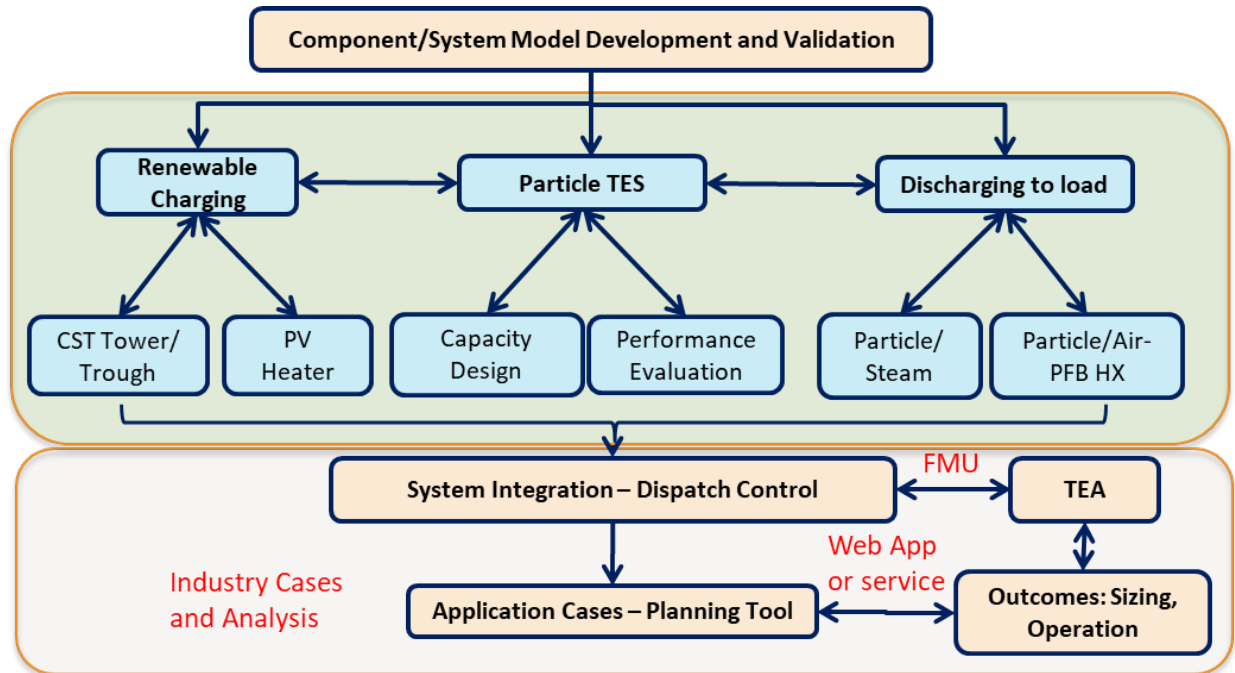 Component/System Model Development and Validation
Renewable
Charging
Particle TES
Discharging to load
CST Tower/
Trough
PV
Heater
Capacity
Design
Performance
Evaluation
Particle/
Steam
Particle/Air-
PFB HX
System Integration – Dispatch Control
FMU
TEA
Industry Cases
and Analysis
Application Cases – Planning Tool
Web App
or service
Outcomes: Sizing,
Operation